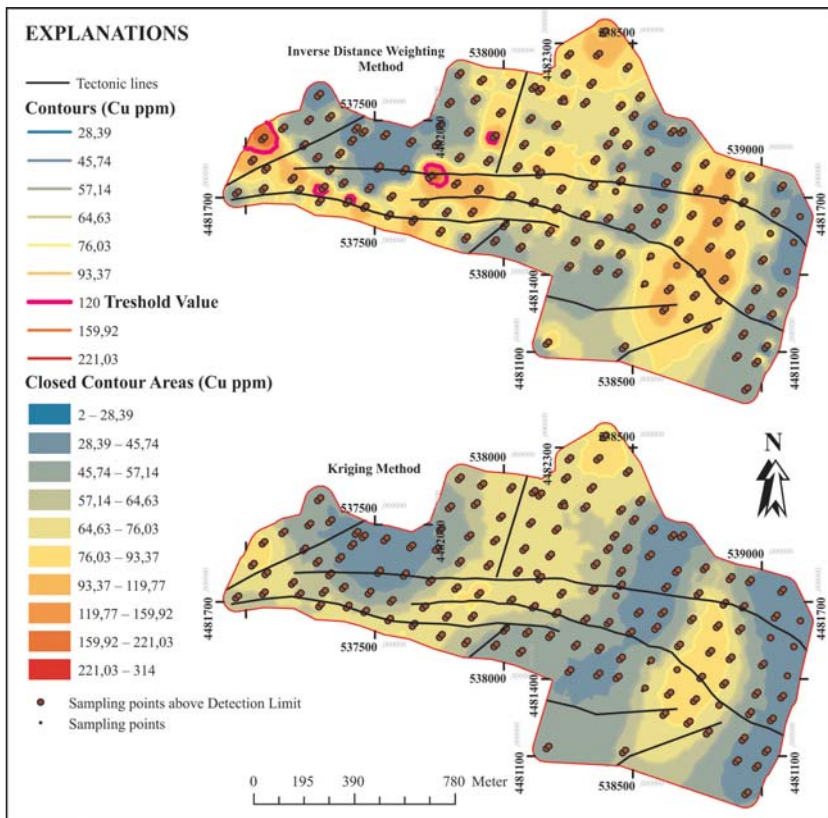 EXPLANATIONS
Tectonic lines
Contours (Cu ppm)
28,39
45,74
57,14
64,63
76,03
93,37
120 Treshold Value
159,92
221,03
Closed Contour Areas (Cu ppm)
2 – 28,39
28,39 – 45,74
45,74 – 57,14
57,14 – 64,63
64,63 – 76,03
76,03 – 93,37
93,37 – 119,77
119,77 – 159,92
159,92 – 221,03
221,03 – 314
Sampling points above Detection Limit
Sampling points
Inverse Distance Weighting
Method
538000
4482300
538500
537500
4482000
539000
4481700
537500
538000
4481400
4481100
538500
Kriging Method
538000
4482300
538500
537500
4482000
539000
4481700
537500
538000
4481400
4481100
538500
N
0 195 390 780 Meter